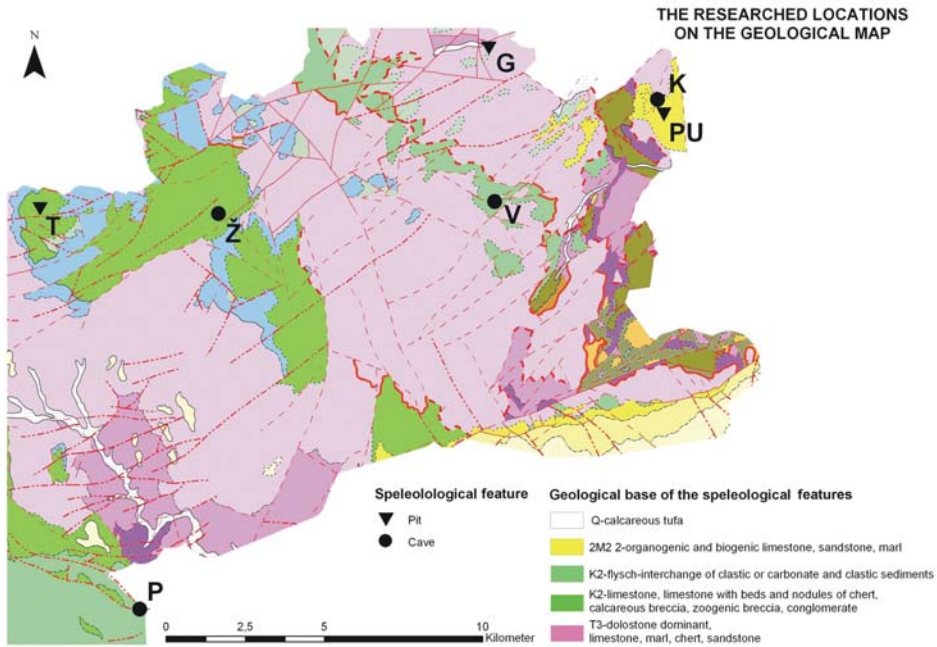 THE RESEARCHED LOCATIONS
ON THE GEOLOGICAL MAP
N
G
K
PU
T
Ž
V
P
Speleolological feature
Pit
Cave
0 2,5 5 10
Kilometer
Geological base of the speleological features
Q-calcareous tufa
2M2 2-organogenic and biogenic limestone, sandstone, marl
K2-flysch-interchange of clastic or carbonate and clastic sediments
K2-limestone, limestone with beds and nodules of chert,
calcareous breccia, zoogenic breccia, conglomerate
T3-dolostone dominant,
limestone, marl, chert, sandstone